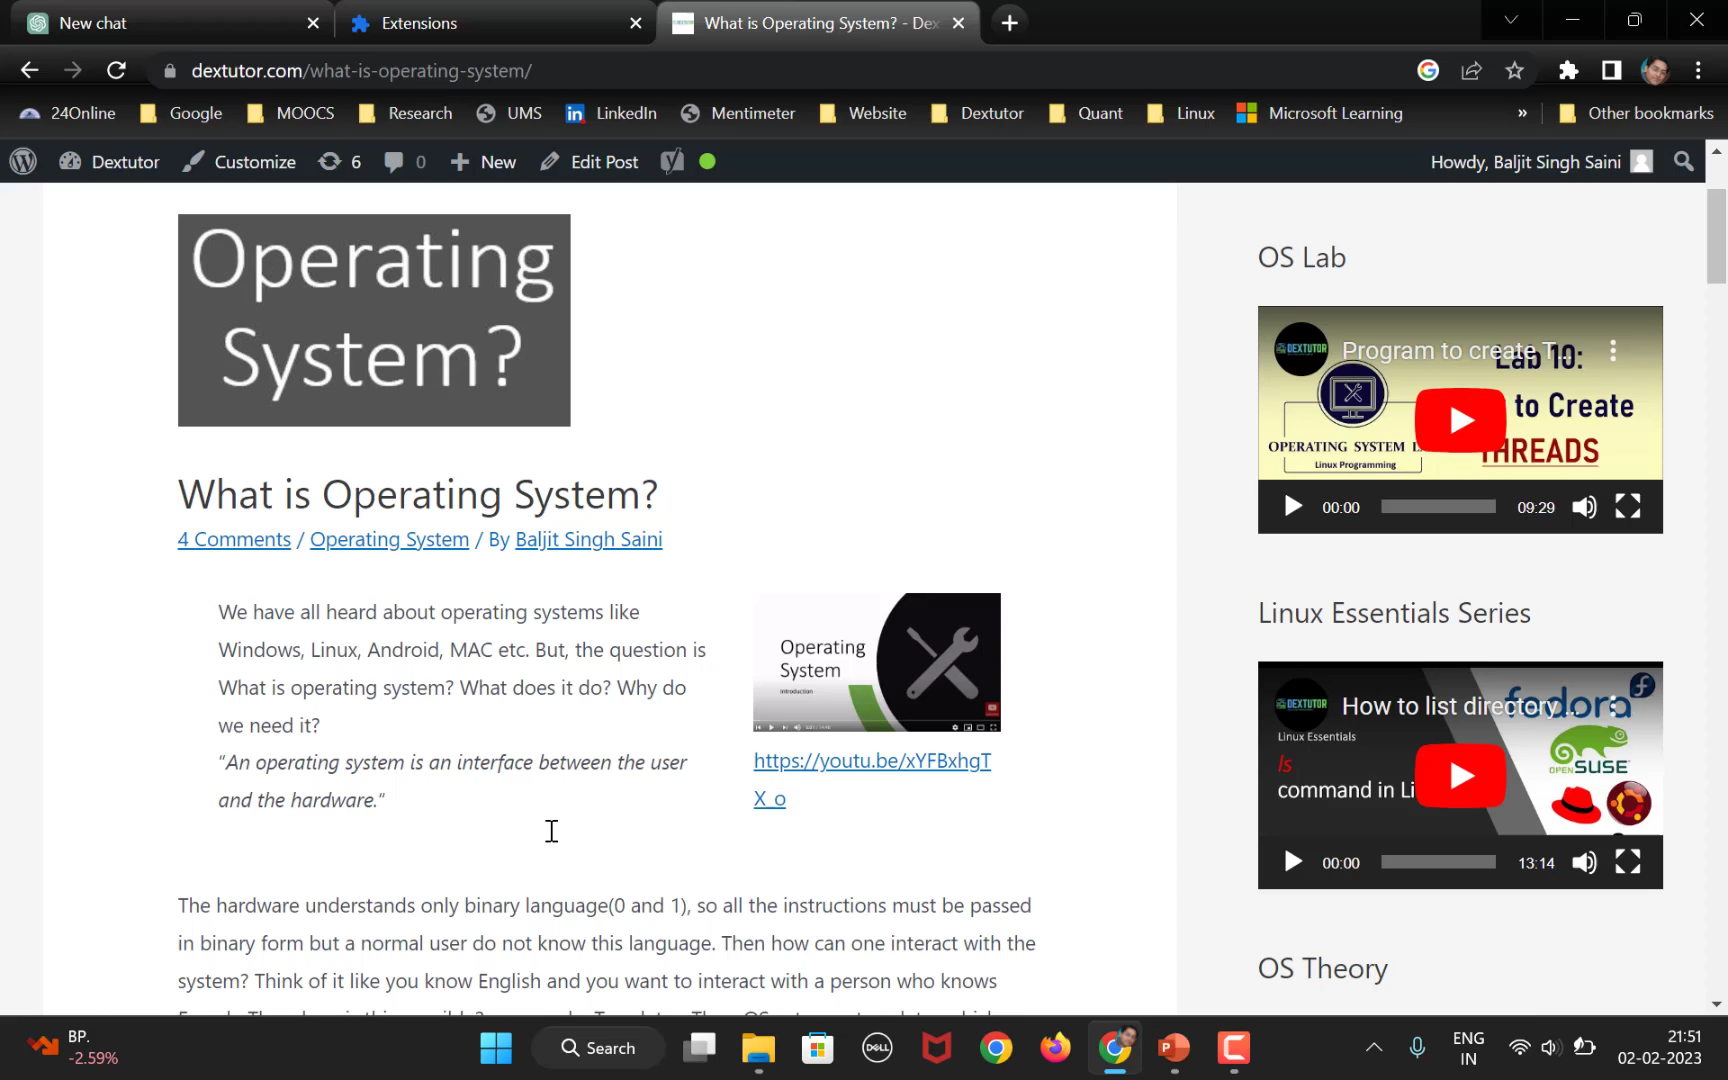 New chat
Extensions
What is Operating System? - Dex
dextutor.com/what-is-operating-system/
24Online Google MOOCS Research UMS LinkedIn Mentimeter Website Dextutor Quant Linux Microsoft Learning » Other bookmarks
Dextutor Customize 6 0 New Edit Post Howdy, Baljit Singh Saini
Operating
System?
What is Operating System?
4 Comments / Operating System / By Baljit Singh Saini
We have all heard about operating systems like
Windows, Linux, Android, MAC etc. But, the question is
What is operating system? What does it do? Why do
we need it?
"An operating system is an interface between the user
and the hardware."
Operating
System
Introduction
https://youtu.be/xYFBxhgT
X_o
The hardware understands only binary language(0 and 1), so all the instructions must be passed
in binary form but a normal user do not know this language. Then how can one interact with the
system? Think of it like you know English and you want to interact with a person who knows
OS Lab
DEXTUTOR
Program to create T...
Lab 10:
to Create
THREADS
OPERATING SYSTEM L
Linux Programming
00:00 09:29
Linux Essentials Series
DEXTUTOR
How to list directory ...
fedora
Linux Essentials
ls
command in Li
openSUSE
00:00 13:14
OS Theory
BP.
-2.59%
Search
DELL
ENG
IN
21:51
02-02-2023